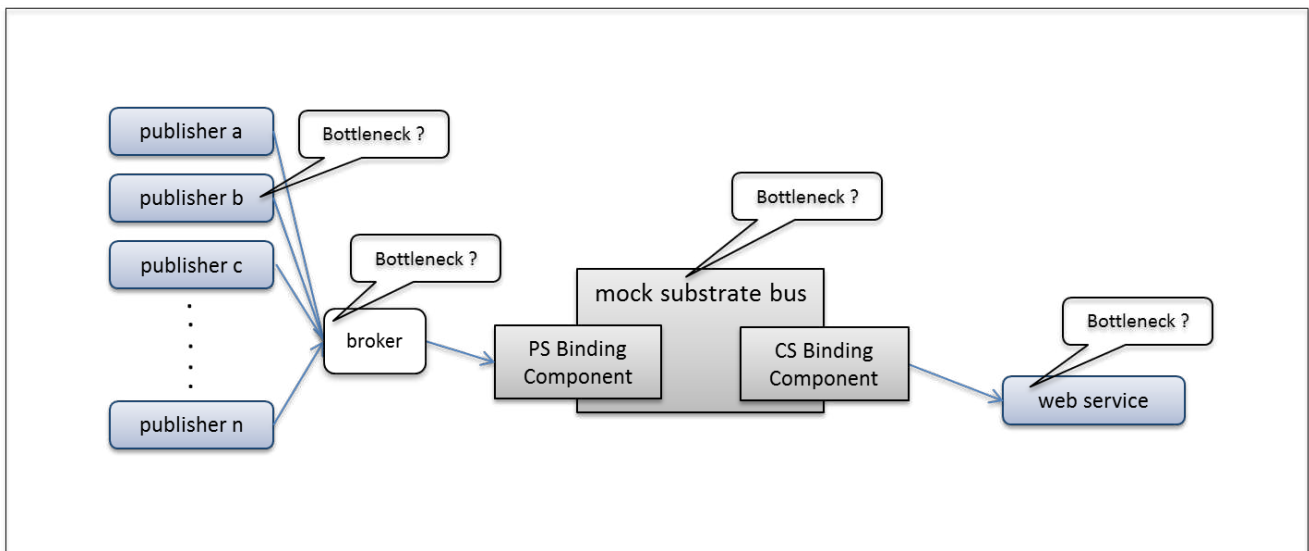 publisher a
Bottleneck ?
publisher b
Bottleneck ?
publisher c
Bottleneck ?
mock substrate bus
broker
PS Binding
Component
CS Binding
Component
Bottleneck ?
web service
publisher n